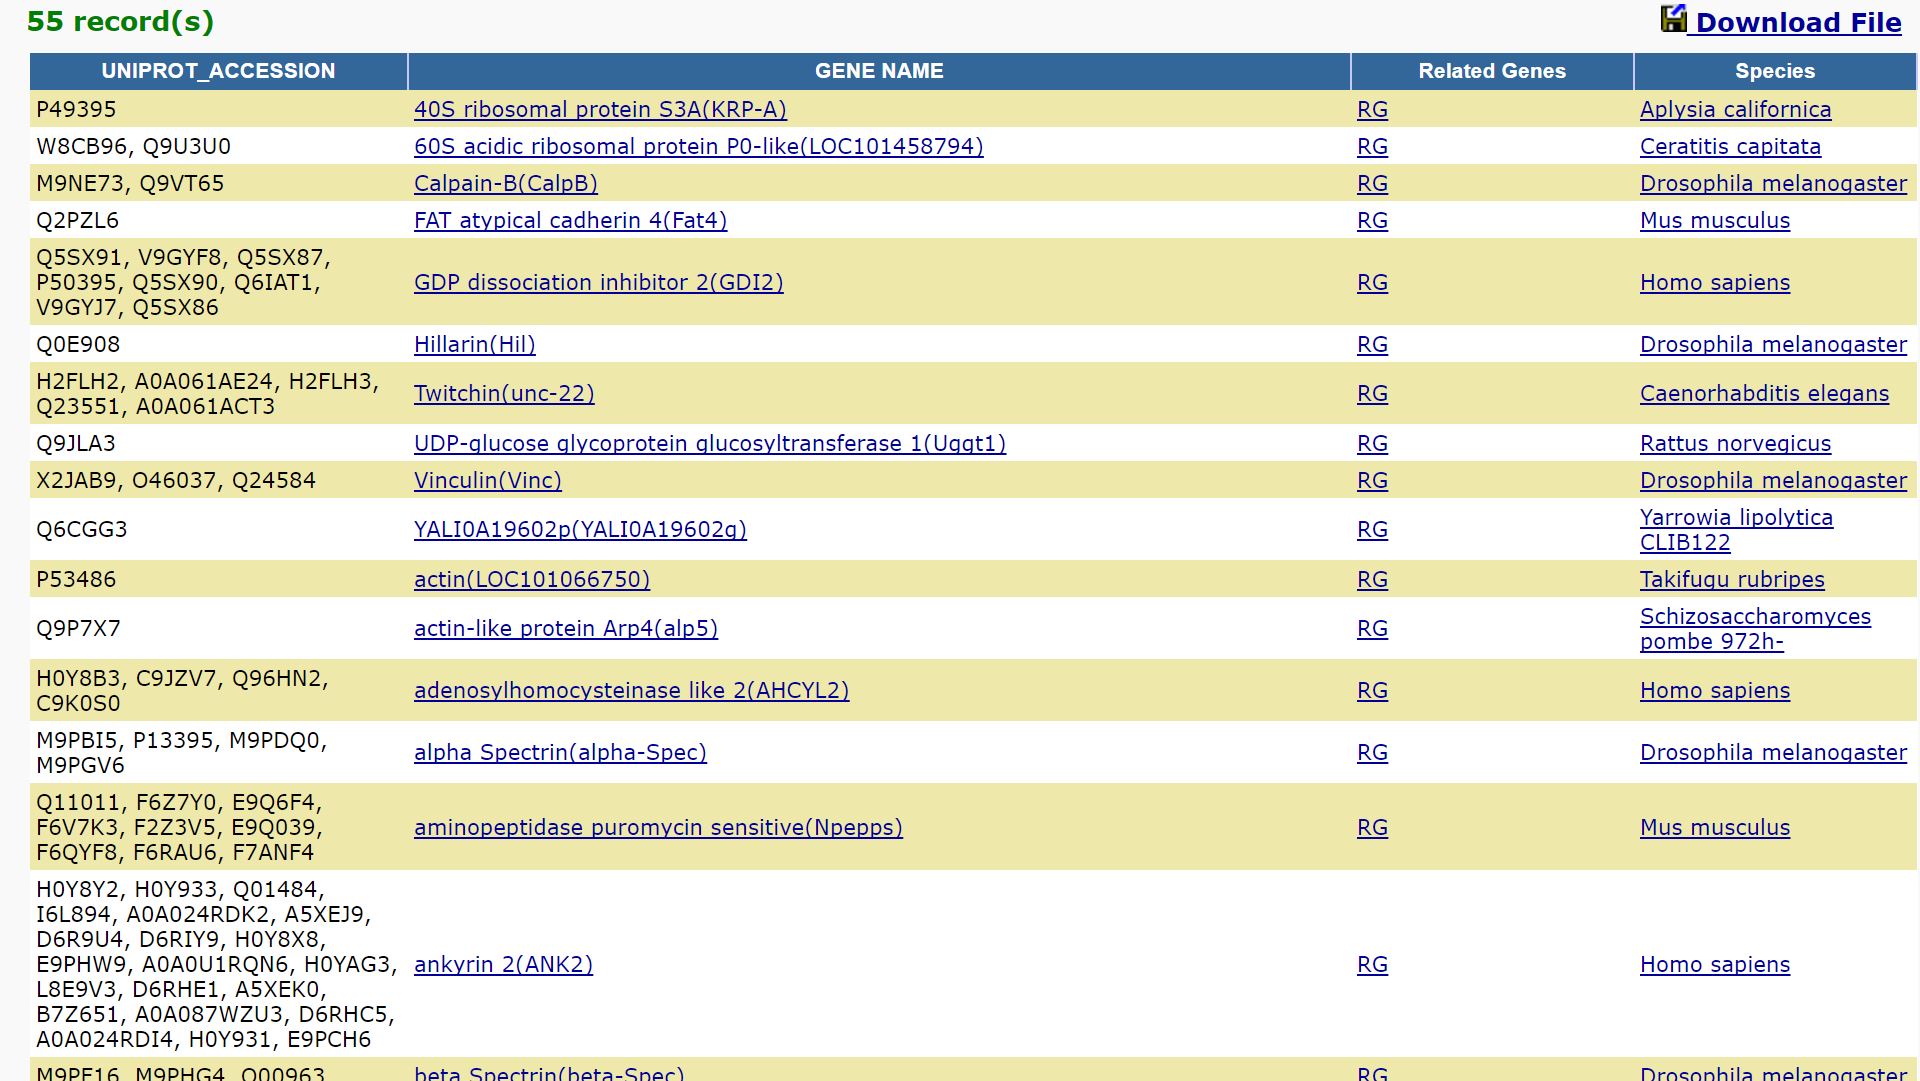 55 record(s)
Download File
UNIPROT_ACCESSION GENE NAME Related Genes Species
P49395 40S ribosomal protein S3A(KRP-A) RG Aplysia californica
W8CB96, Q9U3U0 60S acidic ribosomal protein P0-like(LOC101458794) RG Ceratitis capitata
M9NE73, Q9VT65 Calpain-B(CalpB) RG Drosophila melanogaster
Q2PZL6 FAT atypical cadherin 4(Fat4) RG Mus musculus
Q5SX91, V9GYF8, Q5SX87,
P50395, Q5SX90, Q6IAT1,
V9GYJ7, Q5SX86
GDP dissociation inhibitor 2(GDI2) RG Homo sapiens
Q0E908 Hillarin(Hil) RG Drosophila melanogaster
H2FLH2, A0A061AE24, H2FLH3,
Q23551, A0A061ACT3
Twitchin(unc-22) RG Caenorhabditis elegans
Q9JLA3 UDP-glucose glycoprotein glucosyltransferase 1(Uggt1) RG Rattus norvegicus
X2JAB9, O46037, Q24584 Vinculin(Vinc) RG Drosophila melanogaster
Q6CGG3 YALI0A19602p(YALI0A19602g) RG Yarrowia lipolytica
CLIB122
P53486 actin(LOC101066750) RG Takifugu rubripes
Q9P7X7 actin-like protein Arp4(alp5) RG Schizosaccharomyces
pombe 972h-
H0Y8B3, C9JZV7, Q96HN2,
C9K0S0
adenosylhomocysteinase like 2(AHCYL2) RG Homo sapiens
M9PBI5, P13395, M9PDQ0,
M9PGV6
alpha Spectrin(alpha-Spec) RG Drosophila melanogaster
Q11011, F6Z7Y0, E9Q6F4,
F6V7K3, F2Z3V5, E9Q039,
F6QYF8, F6RAU6, F7ANF4
aminopeptidase puromycin sensitive(Npepps) RG Mus musculus
H0Y8Y2, H0Y933, Q01484,
I6L894, A0A024RDK2, A5XEJ9,
D6R9U4, D6RIY9, H0Y8X8,
E9PHW9, A0A0U1RQN6, H0YAG3,
L8E9V3, D6RHE1, A5XEK0,
B7Z651, A0A087WZU3, D6RHC5,
A0A024RDI4, H0Y931, E9PCH6
ankyrin 2(ANK2) RG Homo sapiens
M9PF16, M9PHG4, Q00963 beta Spectrin(beta-Spec) RG Drosophila melanogaster